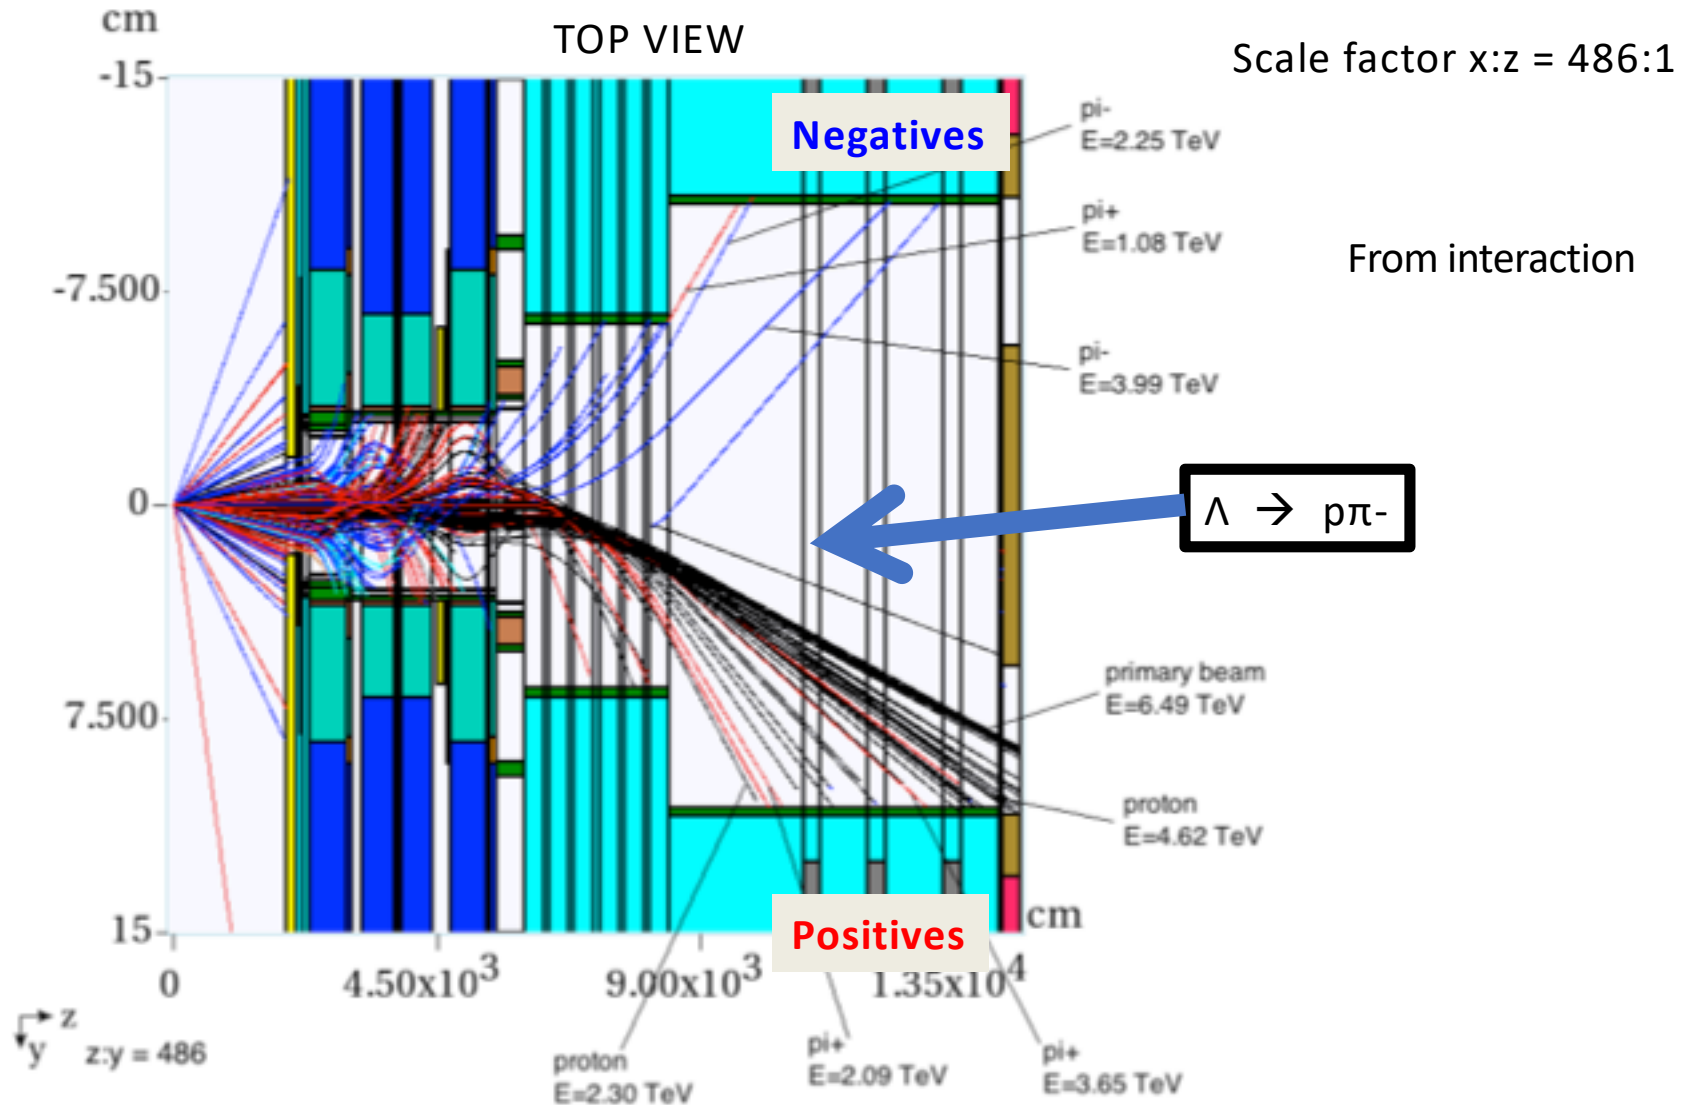 cm
TOP VIEW
Scale factor x:z = 486:1
-15
Negatives
pi-
E=2.25 TeV
pi+
E=1.08 TeV
From interaction
-7.500
pi-
E=3.99 TeV
0
Λ → pπ-
primary beam
E=6.49 TeV
7.500
proton
E=4.62 TeV
15
Positives
cm
0
4.50x10³
9.00x10³
1.35x10⁴
z
y
z:y = 486
proton
E=2.30 TeV
pi+
E=2.09 TeV
pi+
E=3.65 TeV